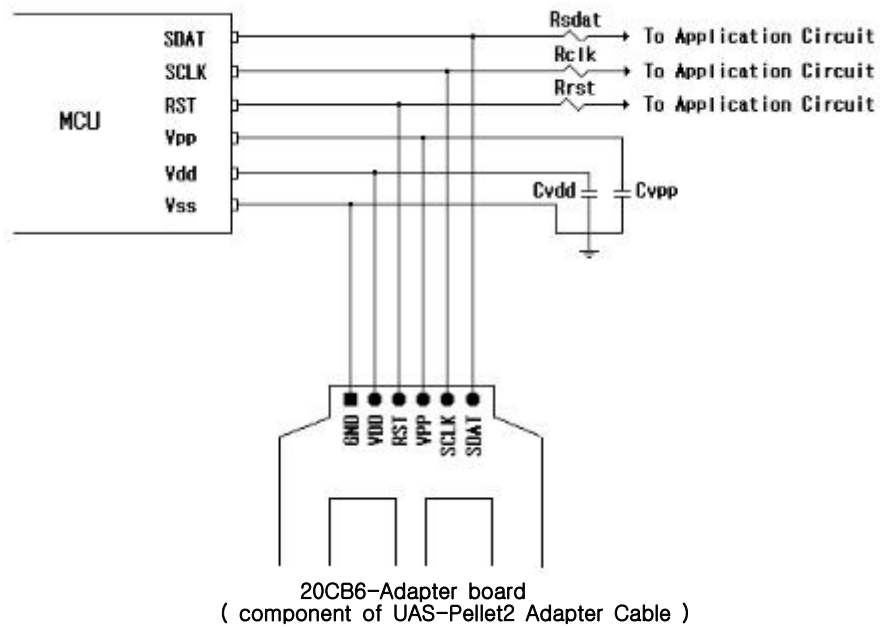 Rsdat
SDAT To Application Circuit
Rclk
SCLK To Application Circuit
Rrst
RST To Application Circuit
MCU
Vpp
Vdd
Cvdd Cvpp
Vss
GND VDD RST VPP SCLK SDAT
20CB6-Adapter board
( component of UAS-Pellet2 Adapter Cable )